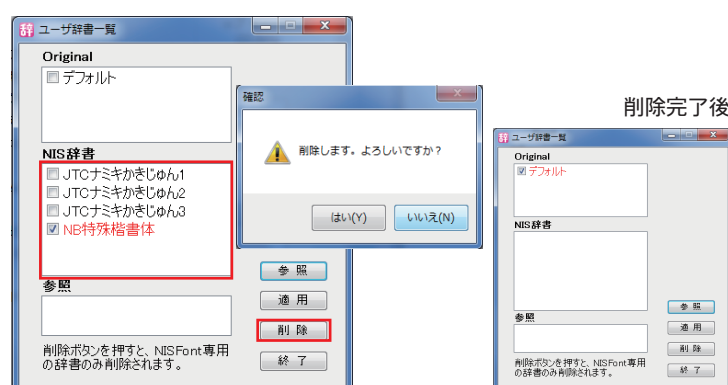 辞 ユーザ辞書一覧
Original
デフォルト
NIS辞書
JTCナミキかきじゅん1
JTCナミキかきじゅん2
JTCナミキかきじゅん3
NB特殊楷書体
参照
参 照
適 用
削 除
終 了
削除ボタンを押すと、NISFont専用
の辞書のみ削除されます。
確認
削除します。よろしいですか？
はい(Y)
いいえ(N)
削除完了後
辞 ユーザ辞書一覧
Original
デフォルト
NIS辞書
参照
参 照
適 用
削 除
終 了
削除ボタンを押すと、NISFont専用
の辞書のみ削除されます。